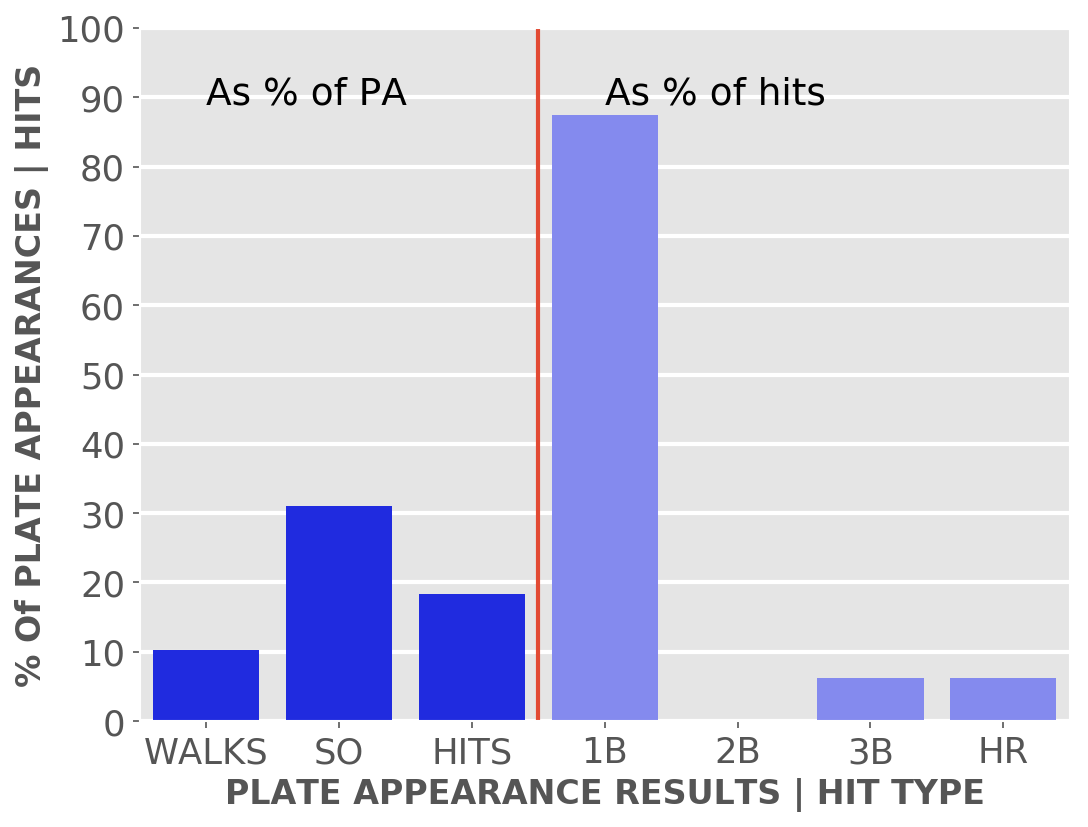 % Of PLATE APPEARANCES | HITS
100
90
80
70
60
50
40
30
20
10
0
As % of PA
As % of hits
WALKS SO HITS 1B 2B 3B HR
PLATE APPEARANCE RESULTS | HIT TYPE